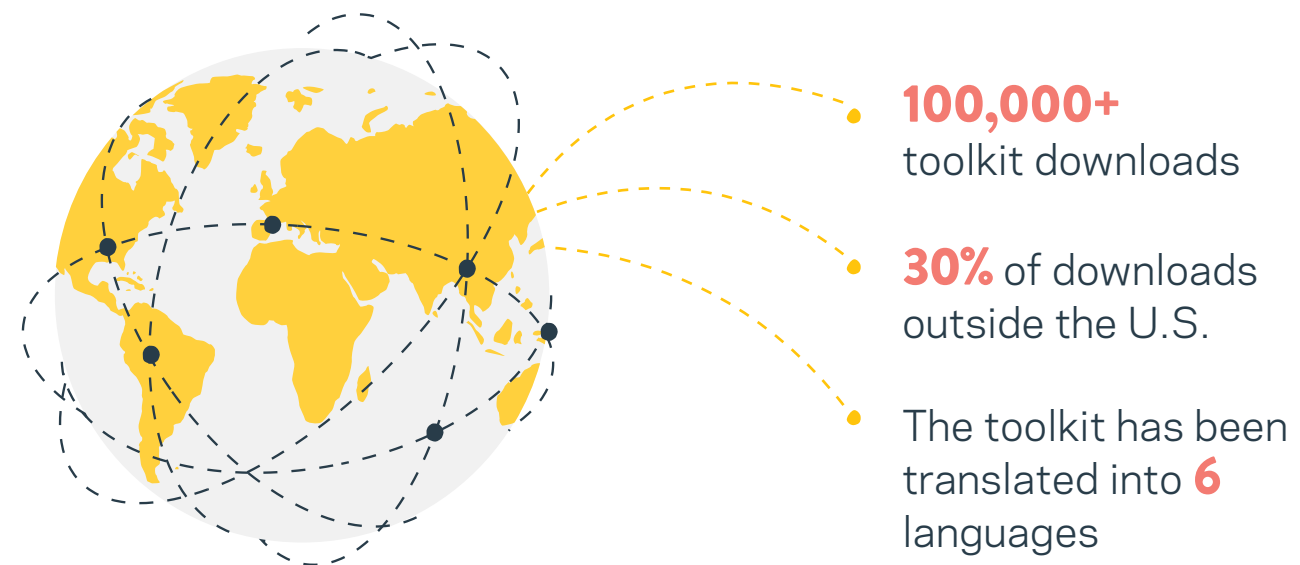 100,000+
toolkit downloads
30% of downloads
outside the U.S.
The toolkit has been
translated into 6
languages